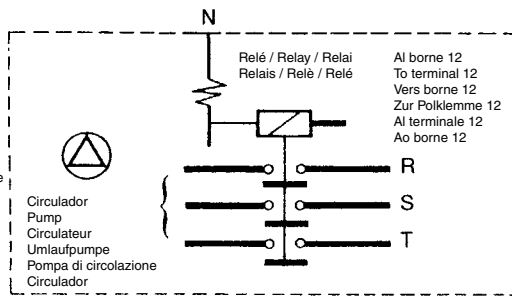 N
Relé / Relay / Relai
Relais / Relè / Relé
Al borne 12
To terminal 12
Vers borne 12
Zur Polklemme 12
Al terminale 12
Ao borne 12
R
S
T
e
Circulador
Pump
Circulateur
Umlaufpumpe
Pompa di circolazione
Circulador